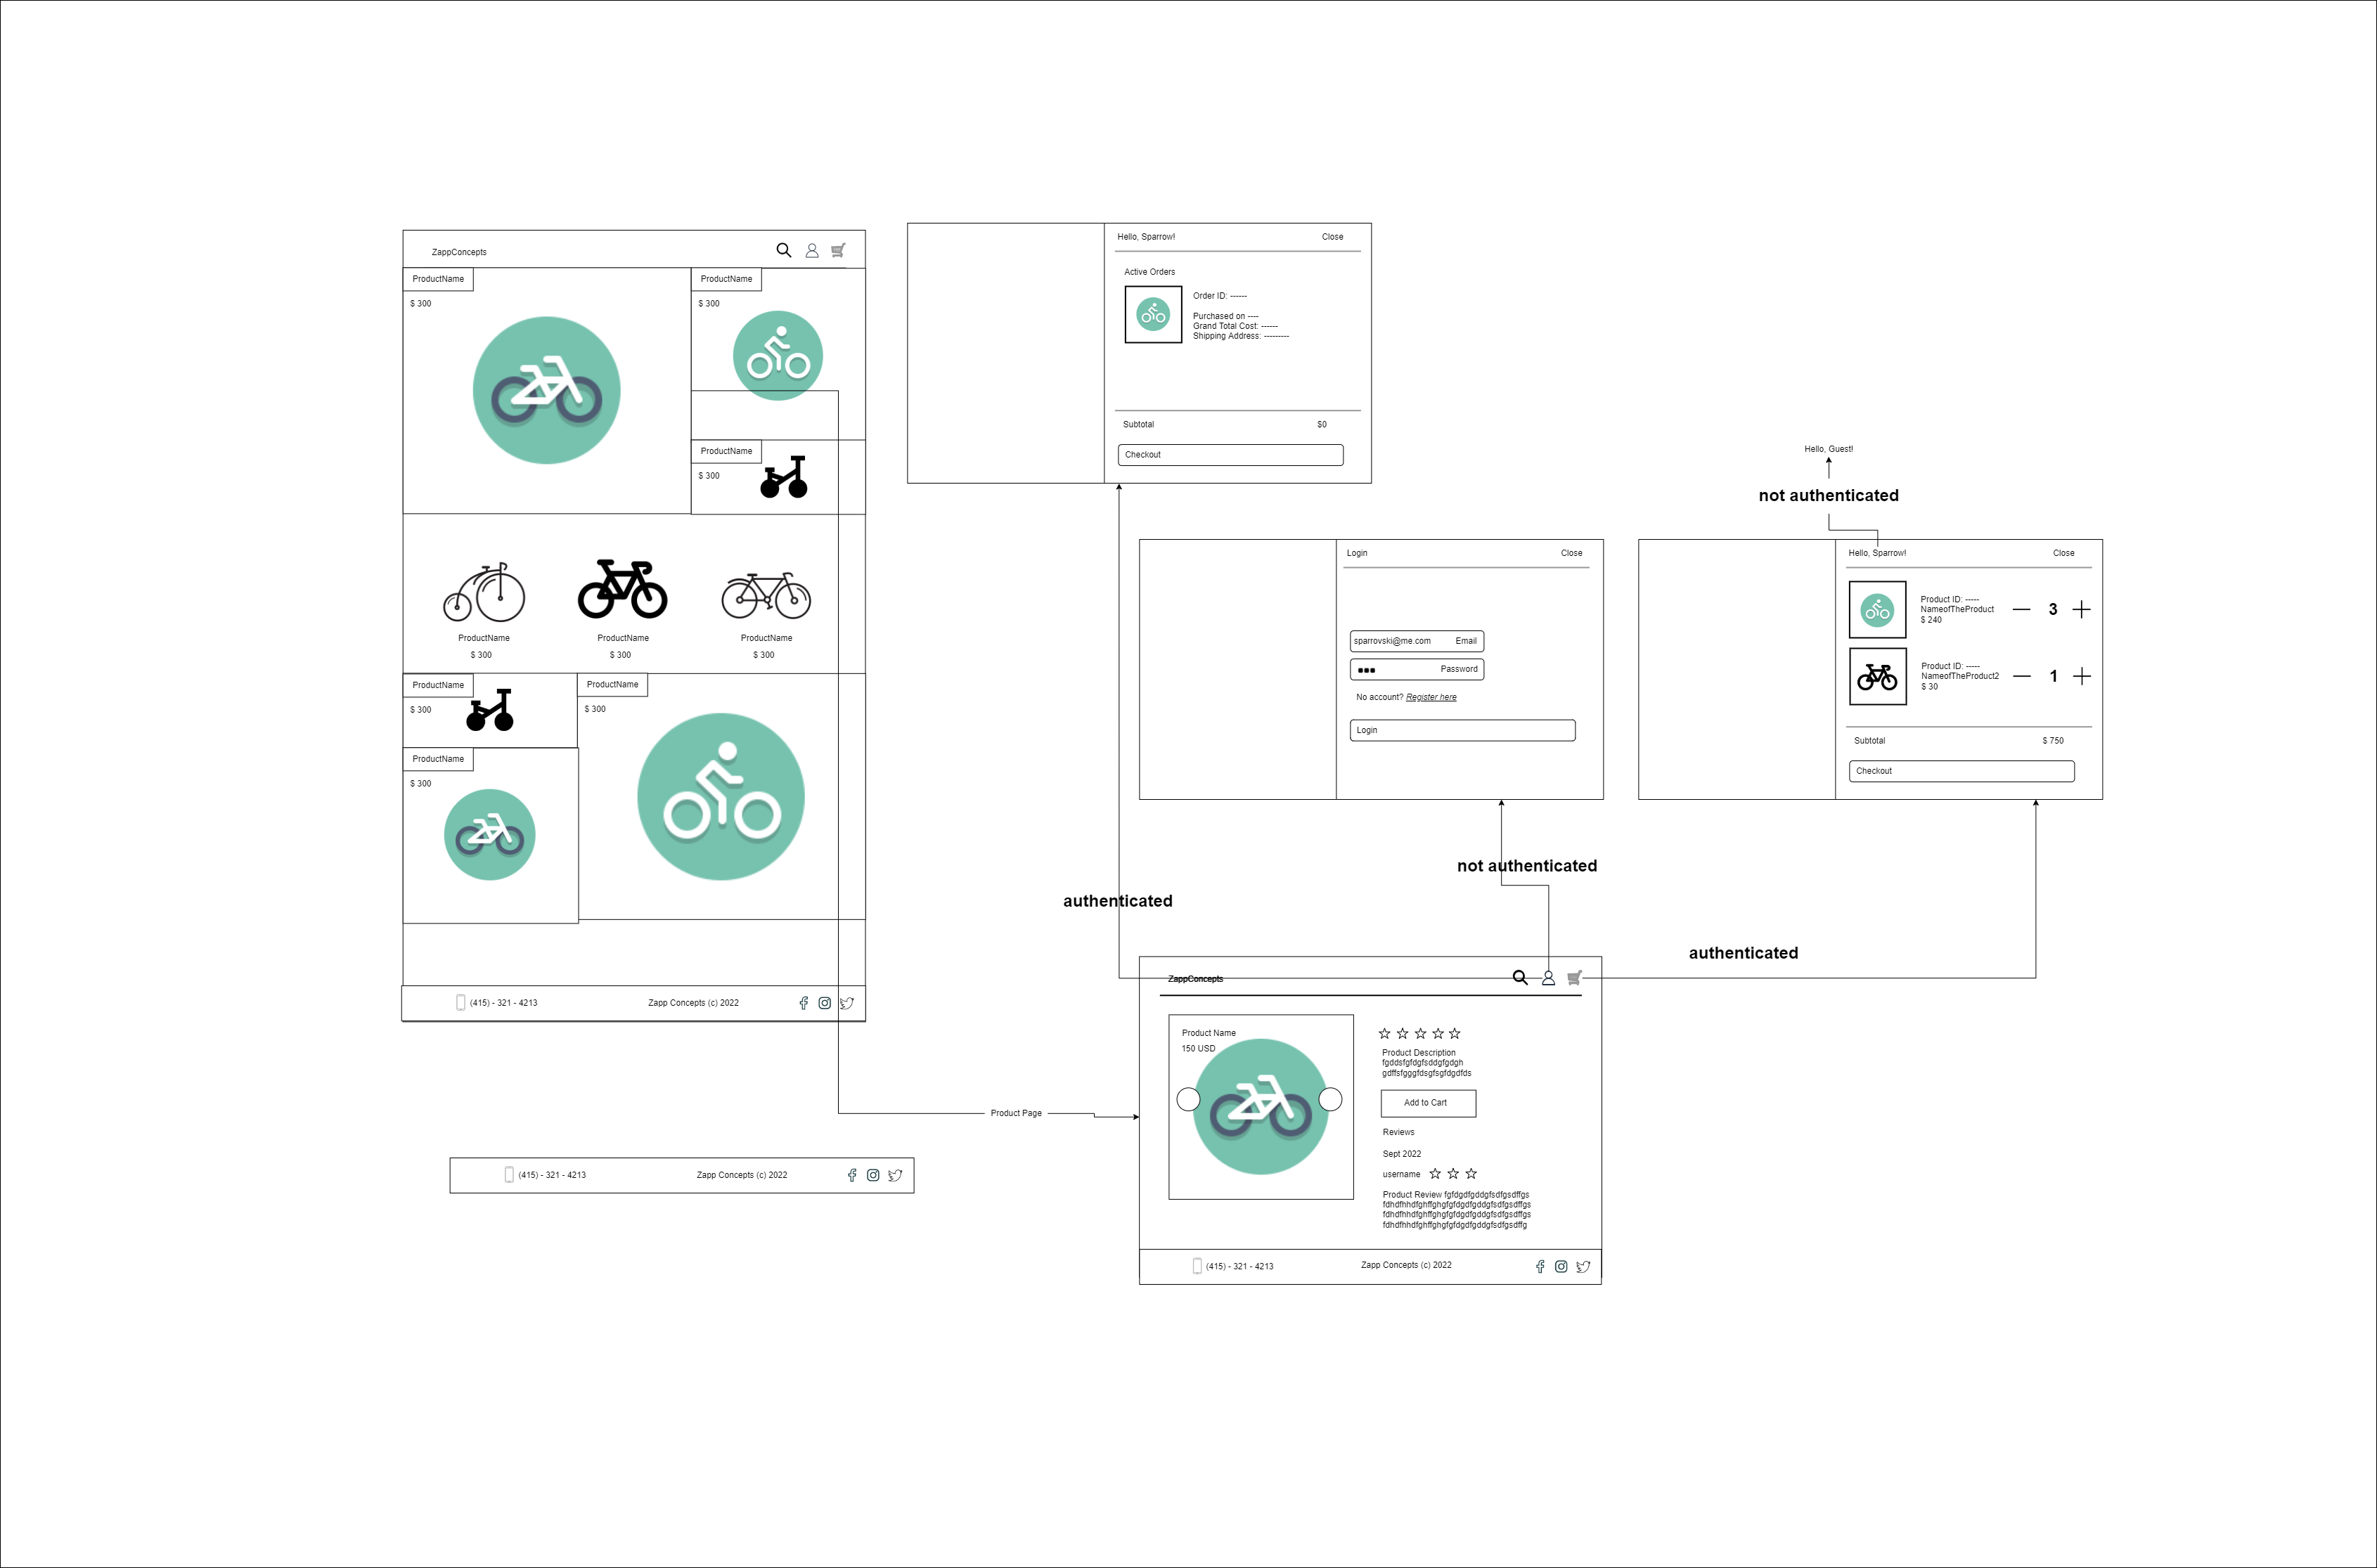 ZappConcepts
ProductName
$ 300
ProductName
$ 300
ProductName
$ 300
ProductName
$ 300
ProductName
$ 300
ProductName
$ 300
ProductName
$ 300
ProductName
$ 300
ProductName
$ 300
(415) - 321 - 4213
Zapp Concepts (c) 2022
(415) - 321 - 4213
Zapp Concepts (c) 2022
Hello, Sparrow!
Close
Active Orders
Order ID: ------
Purchased on ----
Grand Total Cost: ------
Shipping Address: ---------
Subtotal
$0
Checkout
authenticated
Login
Close
sparrovski@me.com
Email
Password
No account? Register here
Login
not authenticated
Hello, Guest!
not authenticated
Hello, Sparrow!
Close
Product ID: -----
NameofTheProduct
$ 240
3
Product ID: -----
NameofTheProduct2
$ 30
1
Subtotal
$ 750
Checkout
authenticated
Product Page
ZappConcepts
Product Name
150 USD
Product Description
fgddsfgfdgfsddgfgdgh
gdffsfgggfdsgfsgfdgdfds
Add to Cart
Reviews
Sept 2022
username
Product Review fgfdgdfgddgfsdfgsdffgs
fdhdfhhdfghffghgfgfdgdfgddgfsdfgsdffgs
fdhdfhhdfghffghgfgfdgdfgddgfsdfgsdffgs
fdhdfhhdfghffghgfgfdgdfgddgfsdfgsdffg
(415) - 321 - 4213
Zapp Concepts (c) 2022